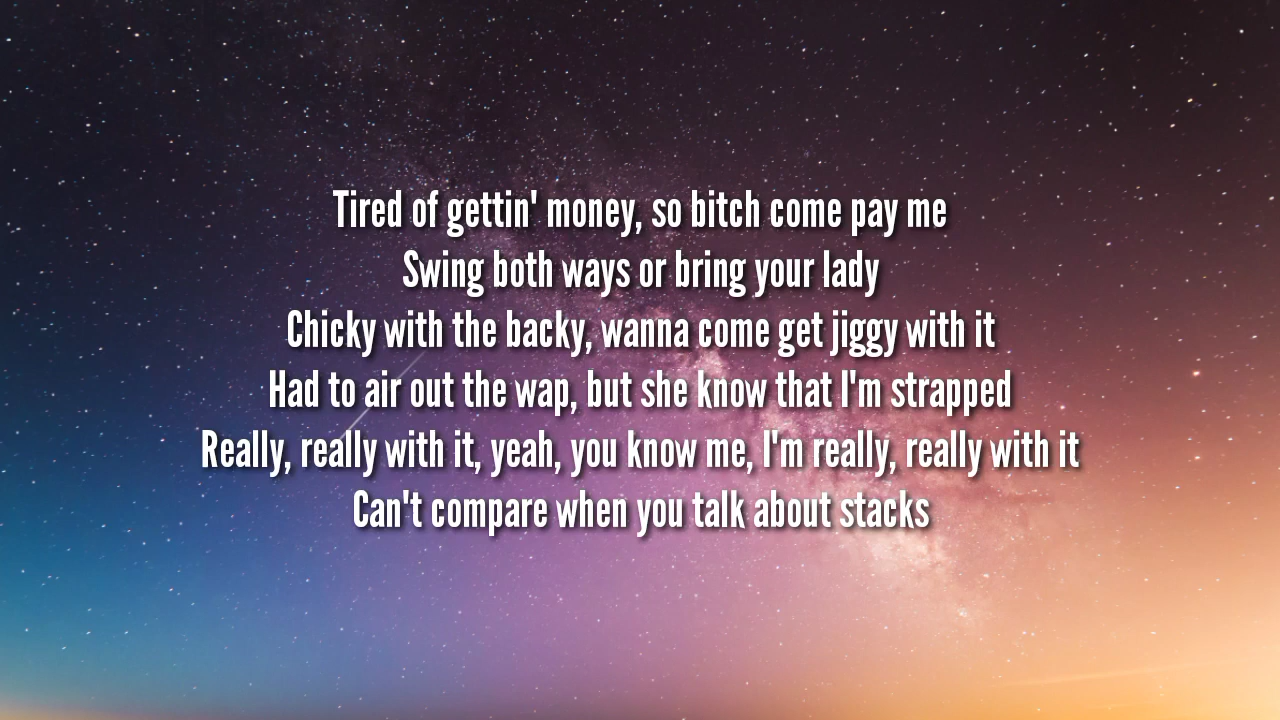 Tired of gettin' money, so bitch come pay me
Swing both ways or bring your lady
Chicky with the backy, wanna come get jiggy with it
Had to air out the wap, but she know that I'm strapped
Really, really with it, yeah, you know me, I'm really, really with it
Can't compare when you talk about stacks